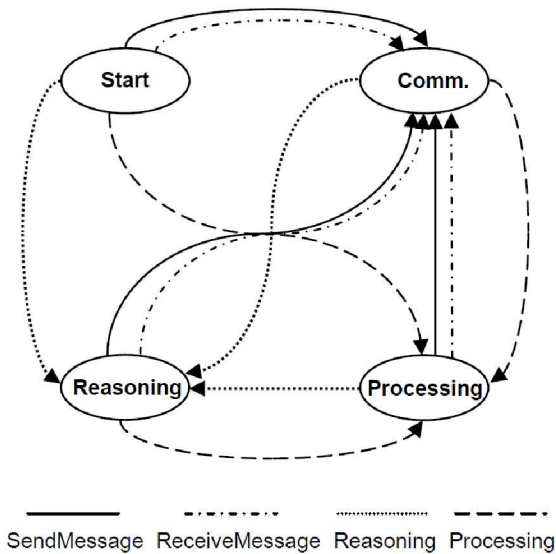 Start
Comm.
Reasoning
Processing
SendMessage ReceiveMessage Reasoning Processing